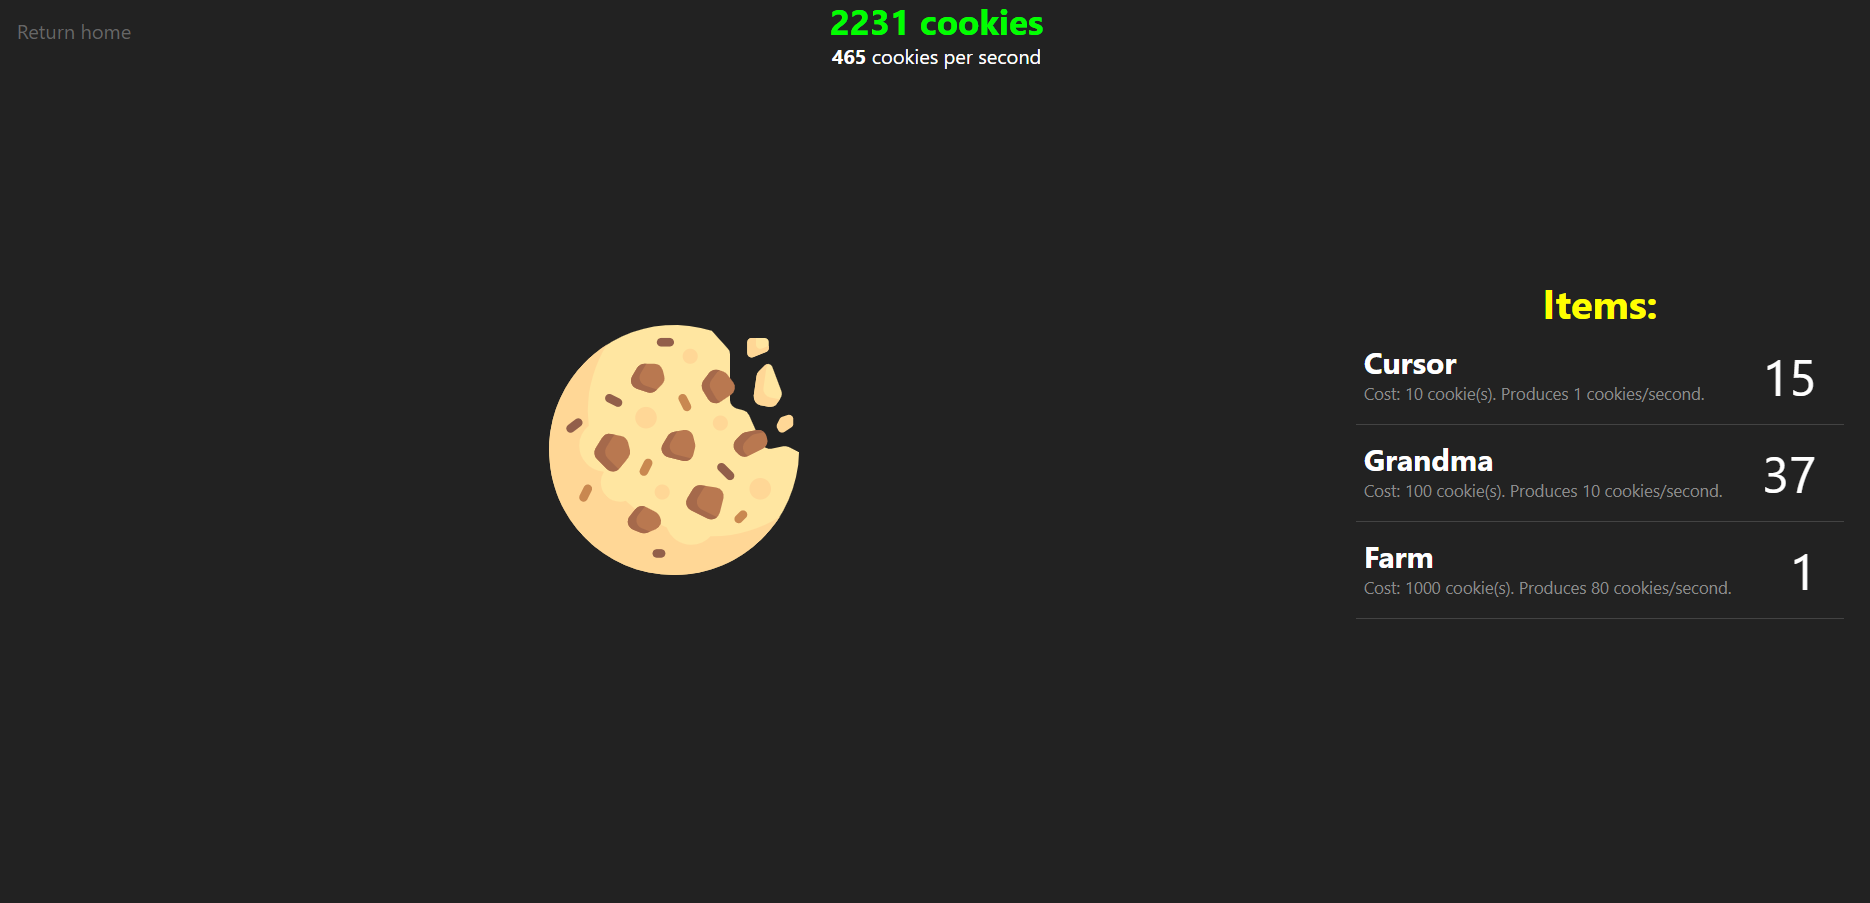 Return home
2231 cookies
465 cookies per second
Items:
Cursor
Cost: 10 cookie(s). Produces 1 cookies/second.
15
Grandma
Cost: 100 cookie(s). Produces 10 cookies/second.
37
Farm
Cost: 1000 cookie(s). Produces 80 cookies/second.
1